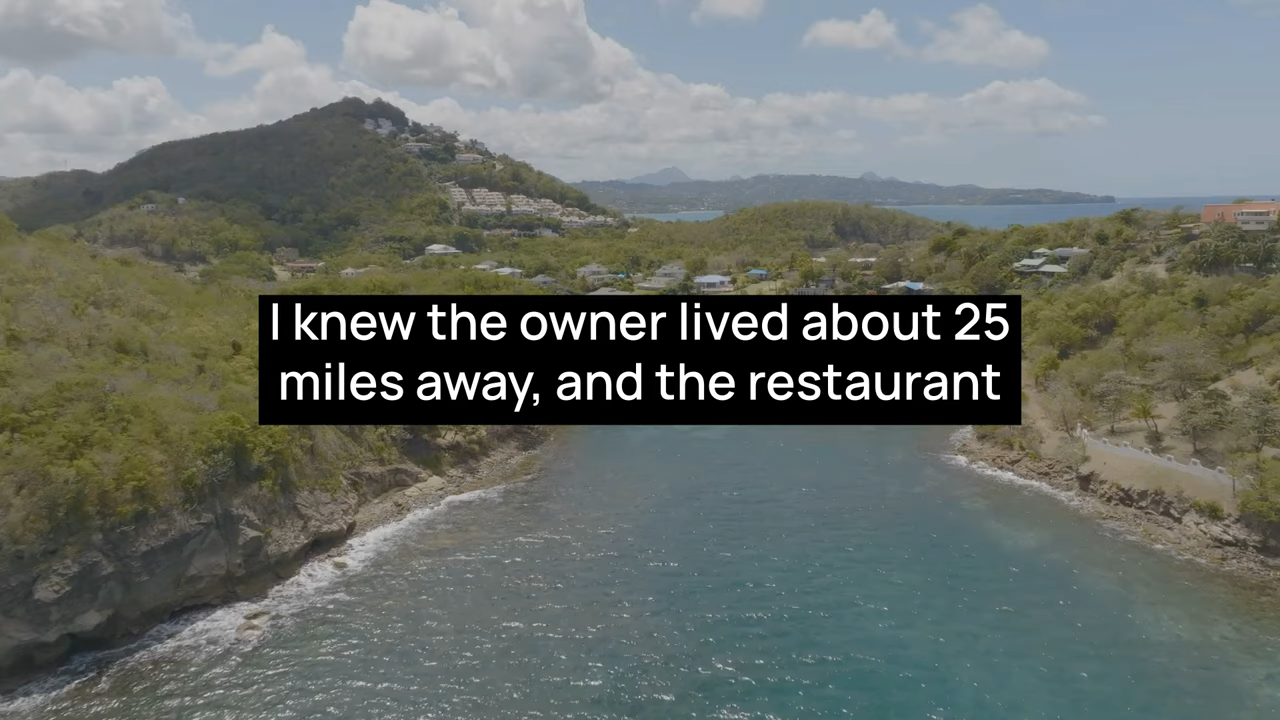 I knew the owner lived about 25
miles away, and the restaurant